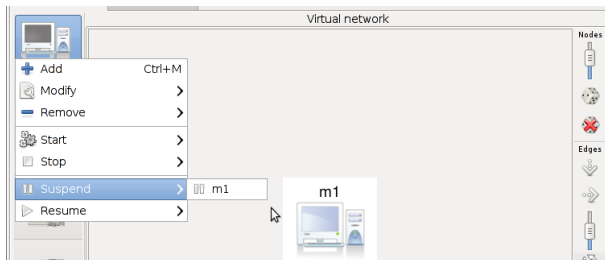 Virtual network
Nodes
Add Ctrl+M
Modify
Remove
Start
Stop
Suspend
m1
Resume
m1
Edges